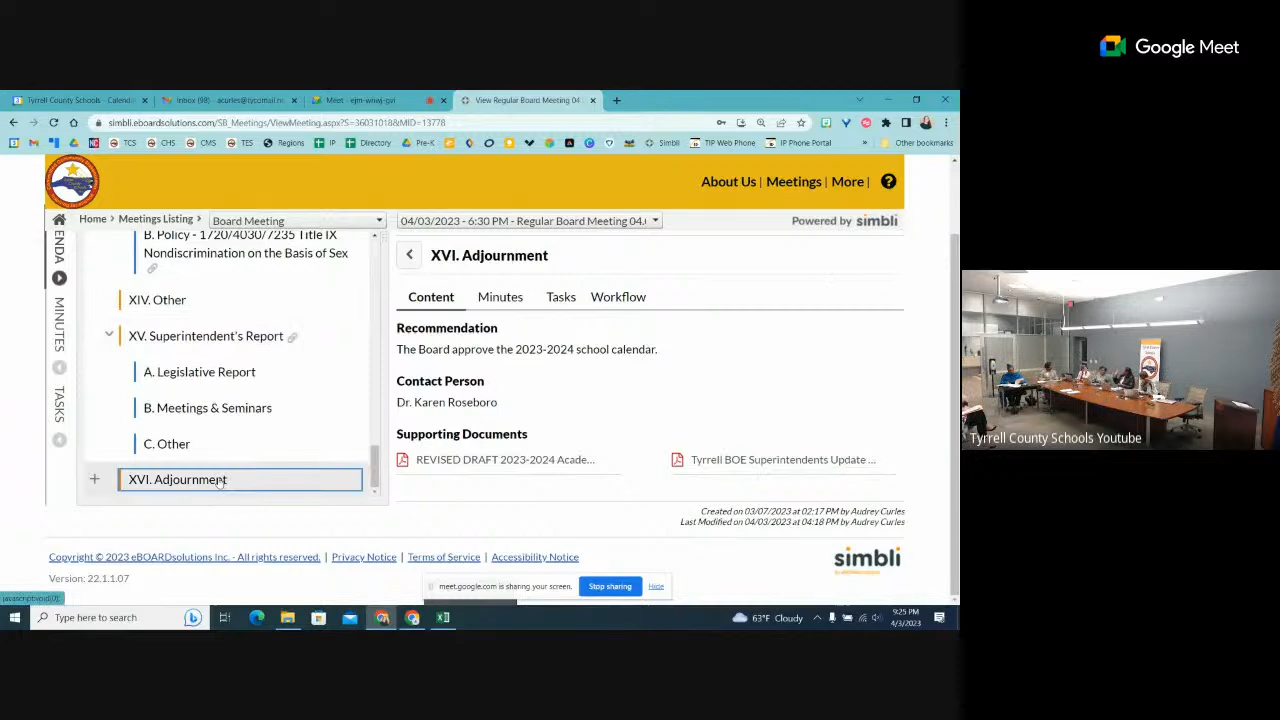 Google Meet
Tyrrell County Schools - Calenda
Inbox (98) - acurles@tycomail.n
Meet - ejm-wnwj-gvi
View Regular Board Meeting 04
simbli.eboardsolutions.com/SB_Meetings/ViewMeeting.aspx?S=36031018&MID=13778
TCS
CHS
CMS
TES
Regions
IP
Directory
Pre-K
Simbli
TIP Web Phone
IP Phone Portal
Other bookmarks
About Us | Meetings | More |
Home > Meetings Listing >
Board Meeting
04/03/2023 - 6:30 PM - Regular Board Meeting 04.
Powered by simbli
ENDA
MINUTES
TASKS
B. Policy - 1720/4030/7235 Title IX
Nondiscrimination on the Basis of Sex
XIV. Other
XV. Superintendent's Report
A. Legislative Report
B. Meetings & Seminars
C. Other
XVI. Adjournment
XVI. Adjournment
Content
Minutes
Tasks
Workflow
Recommendation
The Board approve the 2023-2024 school calendar.
Contact Person
Dr. Karen Roseboro
Supporting Documents
REVISED DRAFT 2023-2024 Acade...
Tyrrell BOE Superintendents Update ...
Created on 03/07/2023 at 02:17 PM by Audrey Curles
Last Modified on 04/03/2023 at 04:18 PM by Audrey Curles
Copyright © 2023 eBOARDsolutions Inc. - All rights reserved.
Privacy Notice
Terms of Service
Accessibility Notice
simbli
Version: 22.1.1.07
meet.google.com is sharing your screen.
Stop sharing
Hide
javascript:void(0);
Type here to search
63°F Cloudy
9:25 PM
4/3/2023
Tyrrell County Schools Youtube